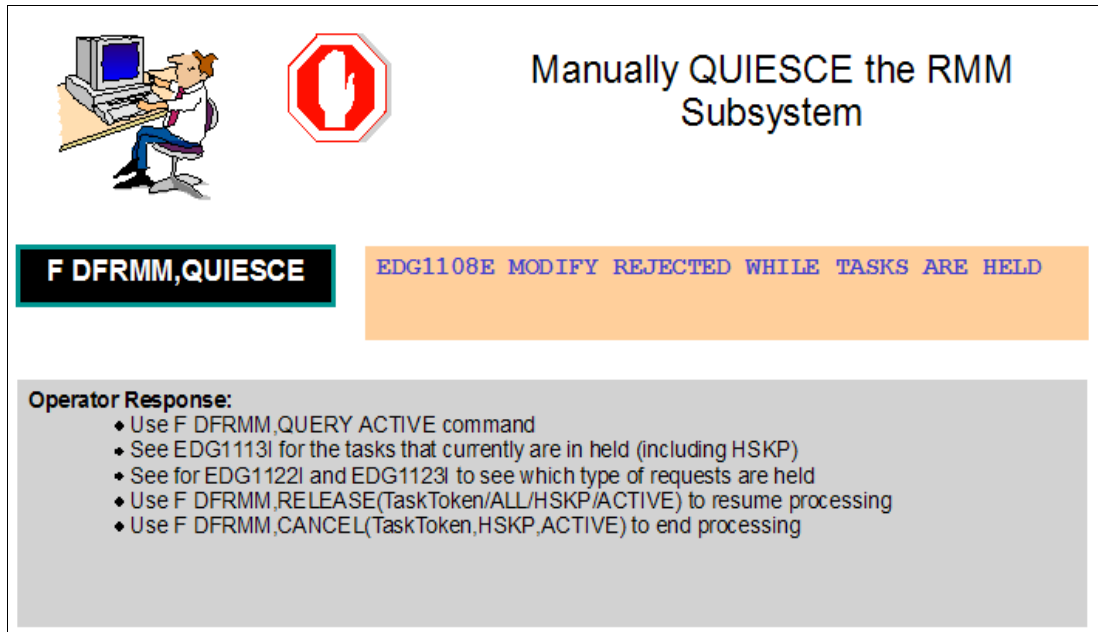 Manually QUIESCE the RMM
Subsystem
F DFRMM,QUIESCE
EDG1108E MODIFY REJECTED WHILE TASKS ARE HELD
Operator Response:
◆ Use F DFRMM,QUERY ACTIVE command
◆ See EDG1113I for the tasks that currently are in held (including HSKP)
◆ See for EDG1122I and EDG1123I to see which type of requests are held
◆ Use F DFRMM,RELEASE(TaskToken/ALL/HSKP/ACTIVE) to resume processing
◆ Use F DFRMM,CANCEL(TaskToken,HSKP,ACTIVE) to end processing